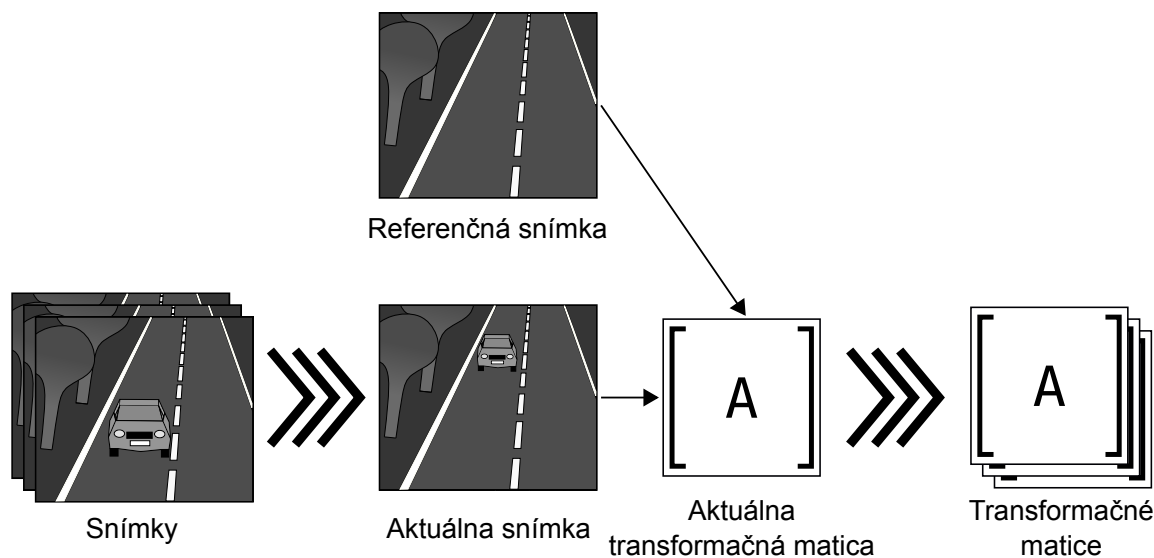 Referenčná snímka
Snímky
Aktuálna snímka
A
Aktuálna
transformačná matica
A
Transformačné
matice